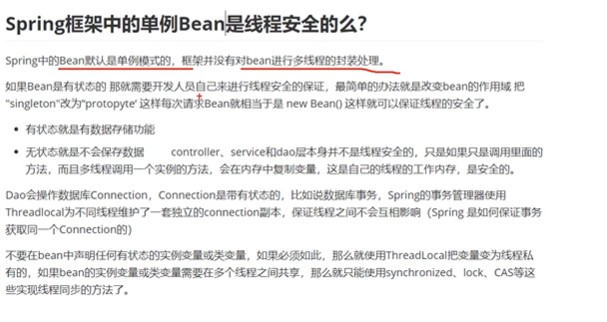 Spring框架中的单例Bean是线程安全的么？
Spring中的Bean默认是单例模式的，框架并没有对bean进行多线程的封装处理。
如果Bean是有状态的 那就需要开发人员自己来进行线程安全的保证，最简单的办法就是改变bean的作用域 把
"singleton"改为"protopyte' 这样每次请求Bean就相当于是 new Bean() 这样就可以保证线程的安全了。
• 有状态就是有数据存储功能
• 无状态就是不会保存数据 controller、service和dao层本身并不是线程安全的，只是如果只是调用里面的
方法，而且多线程调用一个实例的方法，会在内存中复制变量，这是自己的线程的工作内存，是安全的。
Dao会操作数据库Connection，Connection是带有状态的，比如说数据库事务，Spring的事务管理器使用
Threadlocal为不同线程维护了一套独立的connection副本，保证线程之间不会互相影响（Spring 是如何保证事务
获取同一个Connection的）
不要在bean中声明任何有状态的实例变量或类变量，如果必须如此，那么就使用ThreadLocal把变量变为线程私
有的，如果bean的实例变量或类变量需要在多个线程之间共享，那么就只能使用synchronized、lock、CAS等这
些实现线程同步的方法了。